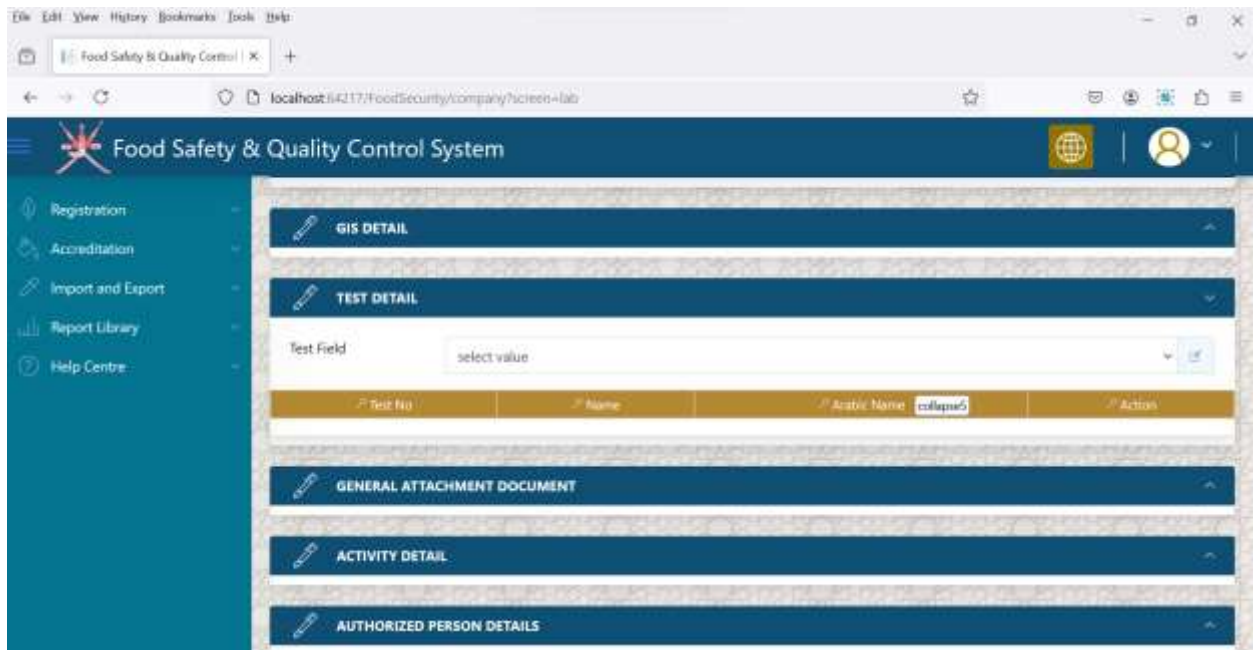 File Edit View History Bookmarks Tools Help
Food Safety & Quality Control |
localhost:64217/FoodSecurity/company?screen=lab
Food Safety & Quality Control System
Registration
Accreditation
Import and Export
Report Library
Help Centre
GIS DETAIL
TEST DETAIL
Test Field select value
Test No Name Arabic Name collapse5 Action
GENERAL ATTACHMENT DOCUMENT
ACTIVITY DETAIL
AUTHORIZED PERSON DETAILS